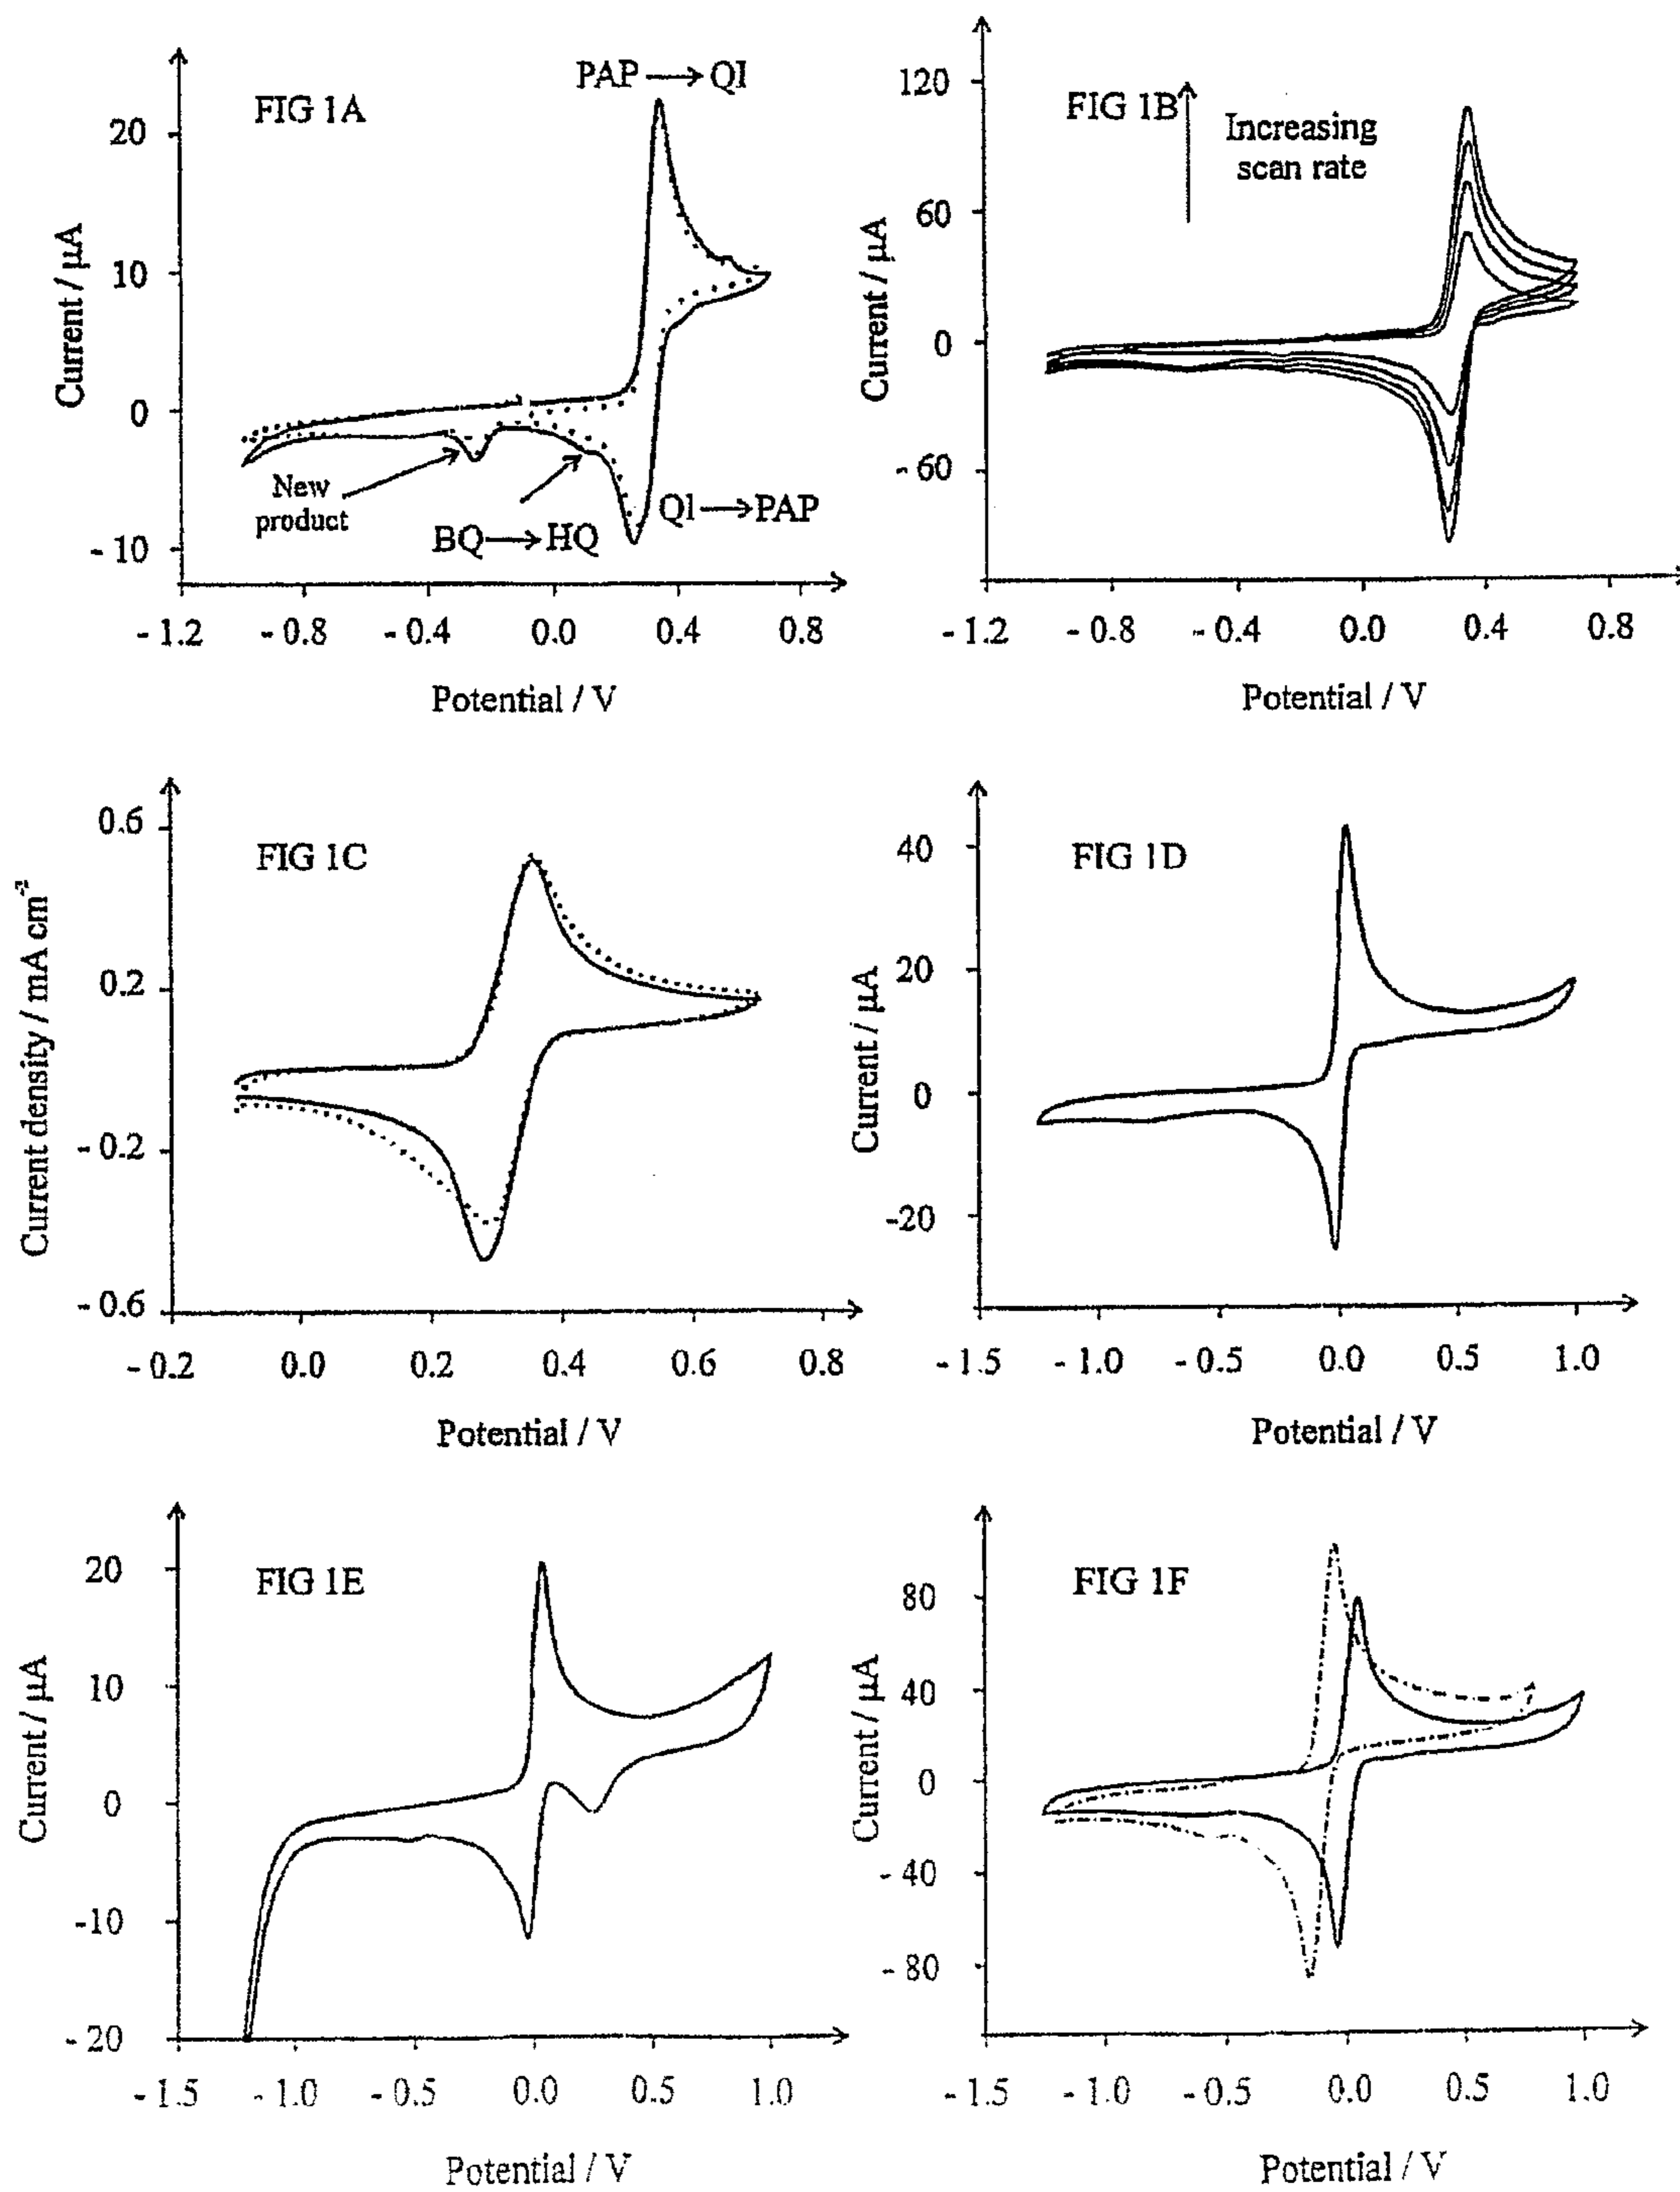 FIG 1A
PAP → QI
20
10
0
- 10
Current / µA
New
product
BQ → HQ
QI → PAP
- 1.2 - 0.8 - 0.4 0.0 0.4 0.8
Potential / V
FIG 1B
Increasing
scan rate
120
60
0
- 60
Current / µA
- 1.2 - 0.8 - 0.4 0.0 0.4 0.8
Potential / V
FIG 1C
0.6
0.2
- 0.2
- 0.6
Current density / mA cm⁻²
- 0.2 0.0 0.2 0.4 0.6 0.8
Potential / V
FIG 1D
40
20
0
-20
Current / µA
- 1.5 - 1.0 - 0.5 0.0 0.5 1.0
Potential / V
FIG 1E
20
10
0
-10
- 20
Current / µA
- 1.5 - 1.0 - 0.5 0.0 0.5 1.0
Potential / V
FIG 1F
80
40
0
- 40
- 80
Current / µA
- 1.5 - 1.0 - 0.5 0.0 0.5 1.0
Potential / V